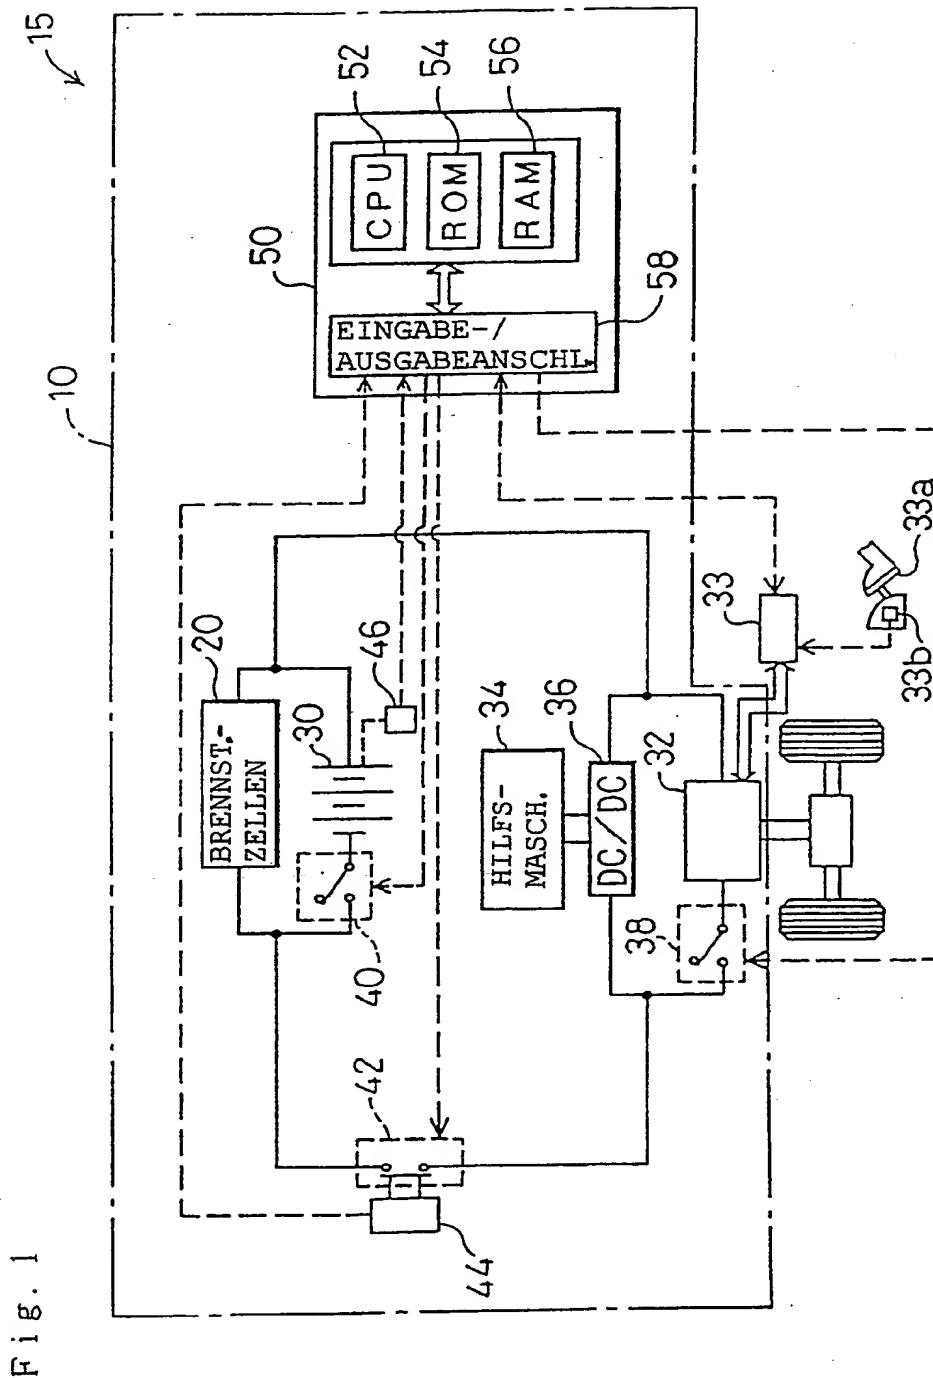 Fig. 1
15
10
50
52
54
56
CPU
ROM
RAM
58
EINGABE-/
AUSGABEANSCHL.
20
BRENNST.-
ZELLEN
30
46
40
42
44
34
HILFS-
MASCH.
36
DC/DC
32
38
33
33a
33b